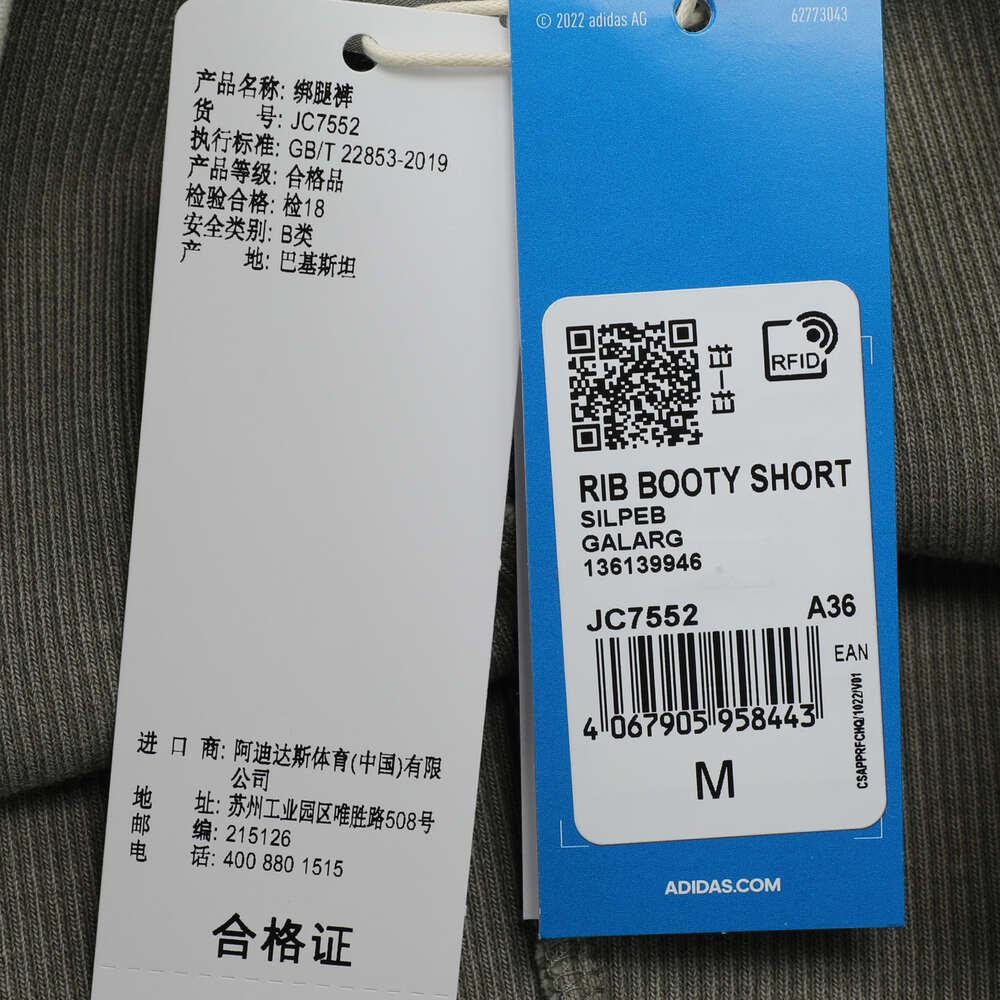 产品名称: 绑腿裤
货 号: JC7552
执行标准: GB/T 22853-2019
产品等级: 合格品
检验合格: 检18
安全类别: B类
产 地: 巴基斯坦
进 口 商: 阿迪达斯体育(中国)有限
公司
地 址: 苏州工业园区唯胜路508号
邮 编: 215126
电 话: 400 880 1515
合格证
© 2022 adidas AG
62773043
RFID
RIB BOOTY SHORT
SILPEB
GALARG
136139946
JC7552
A36
EAN
4 067905 958443
CSAPPRFCHQ/1022/V01
M
ADIDAS.COM